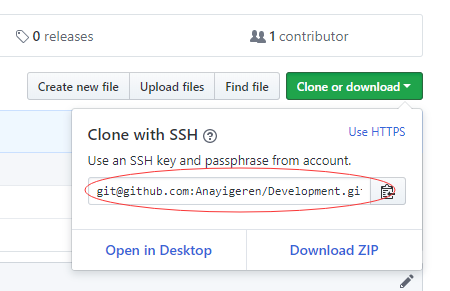 0 releases
1 contributor
Create new file
Upload files
Find file
Clone or download
Clone with SSH
Use HTTPS
Use an SSH key and passphrase from account.
git@github.com:Anayigeren/Development.gi
Open in Desktop
Download ZIP